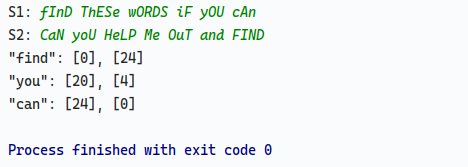 S1: fInD ThESe wORDS iF yOU cAn
S2: CaN yoU HeLP Me OuT and FIND
"find": [0], [24]
"you": [20], [4]
"can": [24], [0]
Process finished with exit code 0